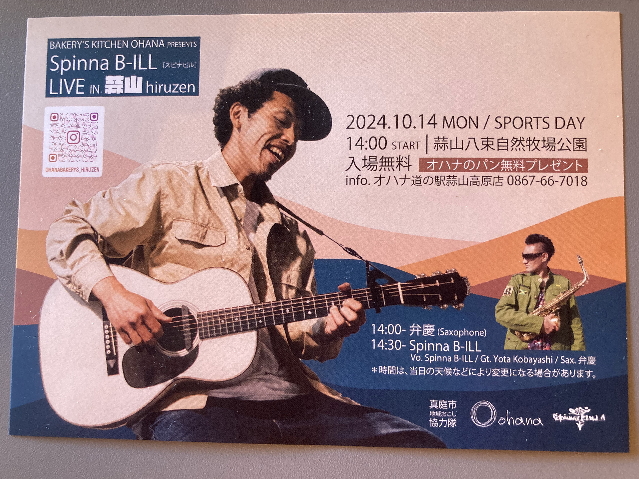 BAKERY'S KITCHEN OHANA PRESENTS
Spinna B-ILL (スピナビル)
LIVE IN 蒜山 hiruzen
OHANABAKERYS_HIRUZEN
2024.10.14 MON / SPORTS DAY
14:00 START | 蒜山八束自然牧場公園
入場無料 オハナのパン無料プレゼント
info. オハナ道の駅蒜山高原店 0867-66-7018
14:00- 弁慶 (Saxophone)
14:30- Spinna B-ILL
Vo. Spinna B-ILL / Gt. Yota Kobayashi / Sax. 弁慶
＊時間は、当日の天候などにより変更になる場合があります。
真庭市
地域おこし
協力隊
ohana